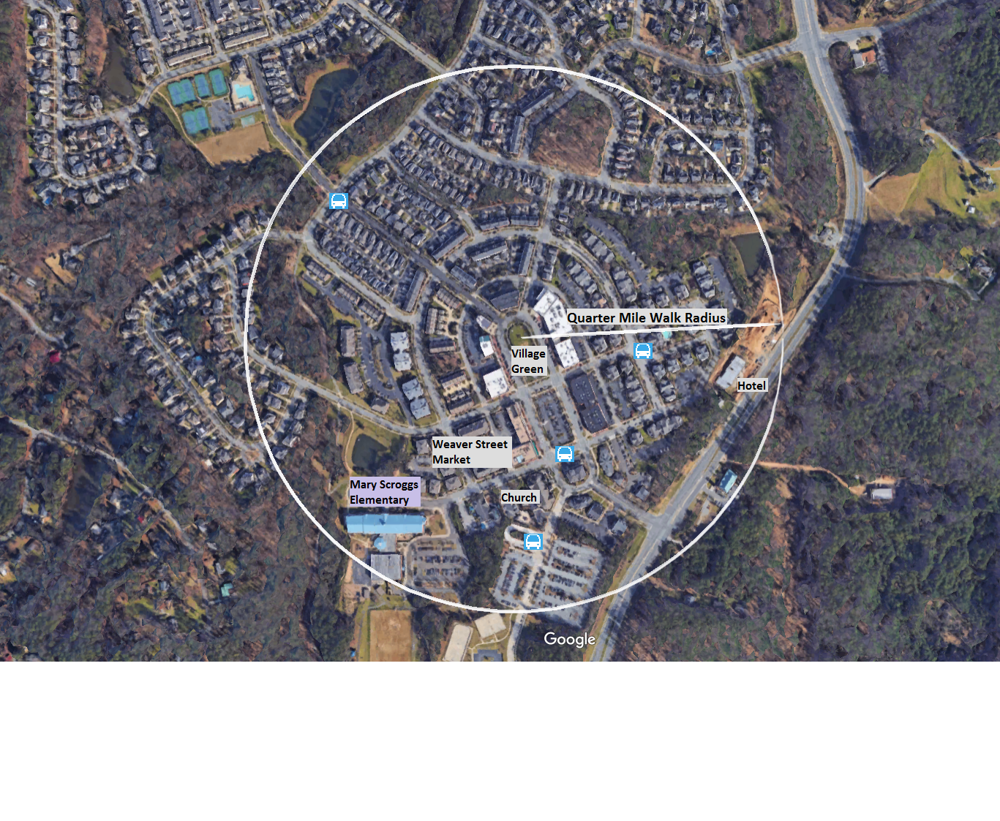 Quarter Mile Walk Radius
Village
Green
Hotel
Weaver Street
Market
Mary Scroggs
Elementary
Church
Google